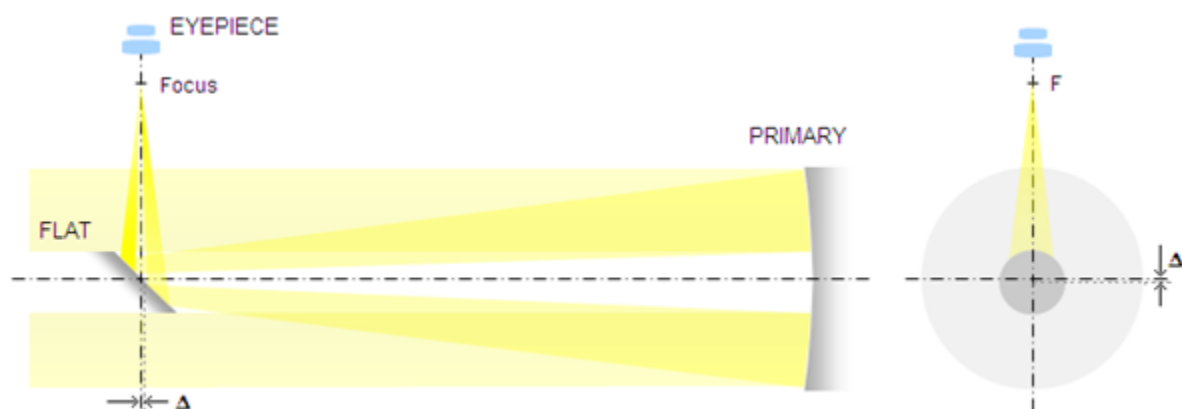 EYEPIECE
Focus
F
PRIMARY
FLAT
Δ
Δ